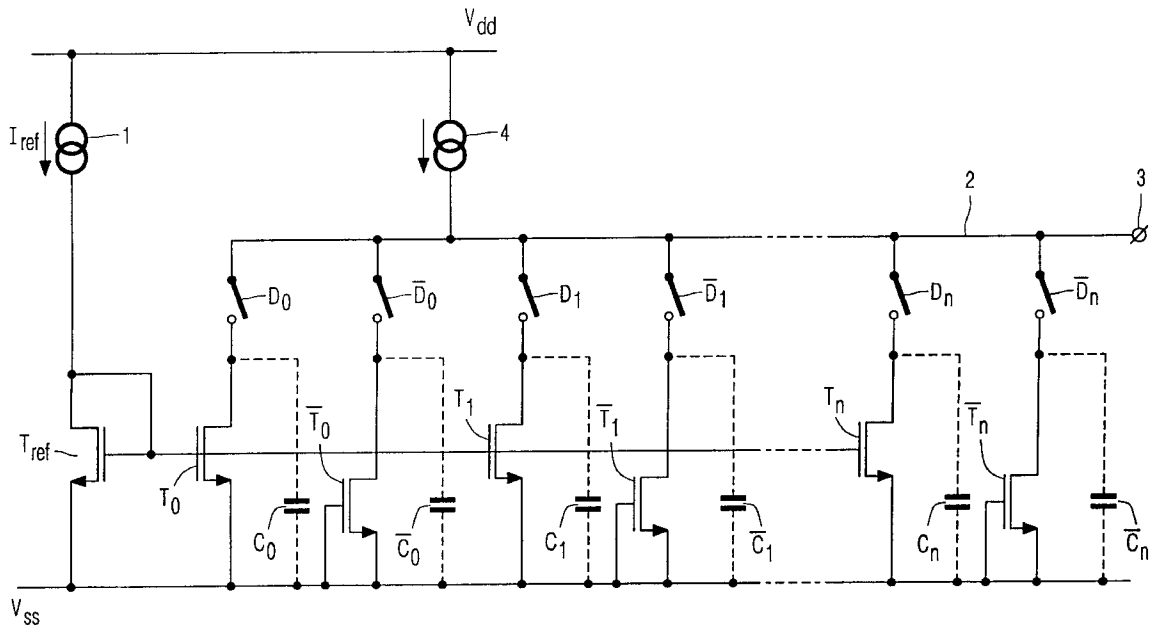 V_dd
I_ref
1
4
2
3
D_0
D̅_0
D_1
D̅_1
D_n
D̅_n
T_ref
T_0
T̅_0
T_1
T̅_1
T_n
T̅_n
C_0
C̅_0
C_1
C̅_1
C_n
C̅_n
V_ss